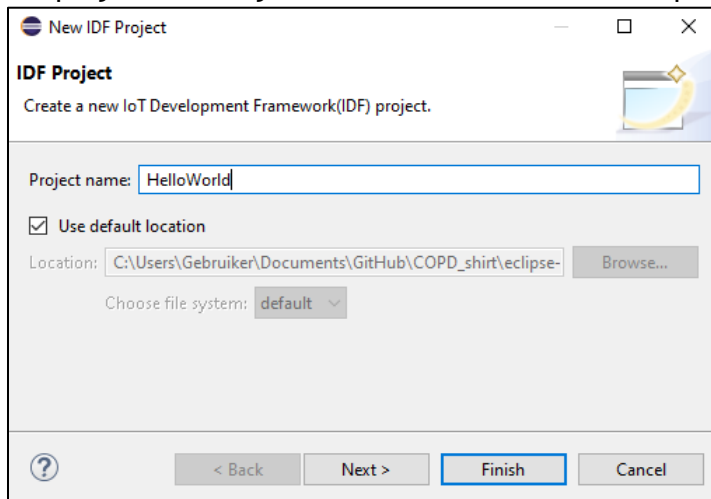 New IDF Project
IDF Project
Create a new IoT Development Framework(IDF) project.
Project name: HelloWorld
Use default location
Location: C:\Users\Gebruiker\Documents\GitHub\COPD_shirt\eclipse- Browse...
Choose file system: default
? < Back Next > Finish Cancel